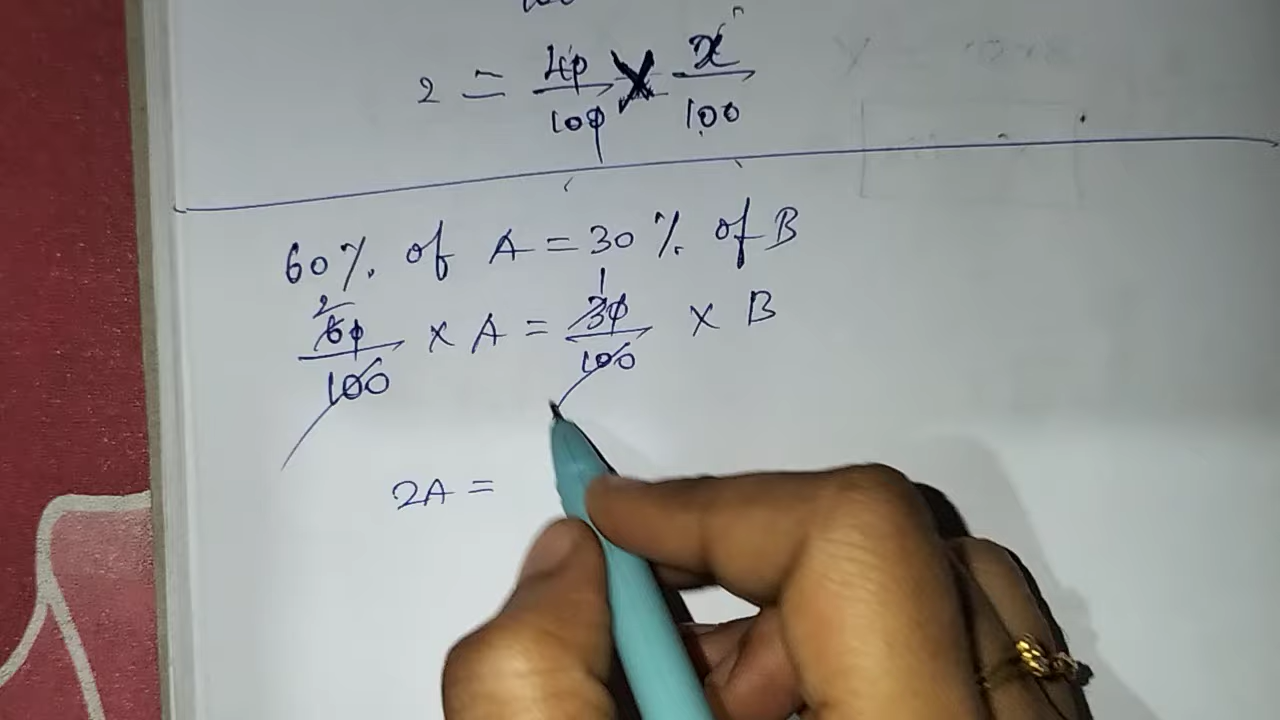 2 = 40/100 × x/100
60% of A = 30% of B
2 1
60/100 × A = 30/100 × B
2A =